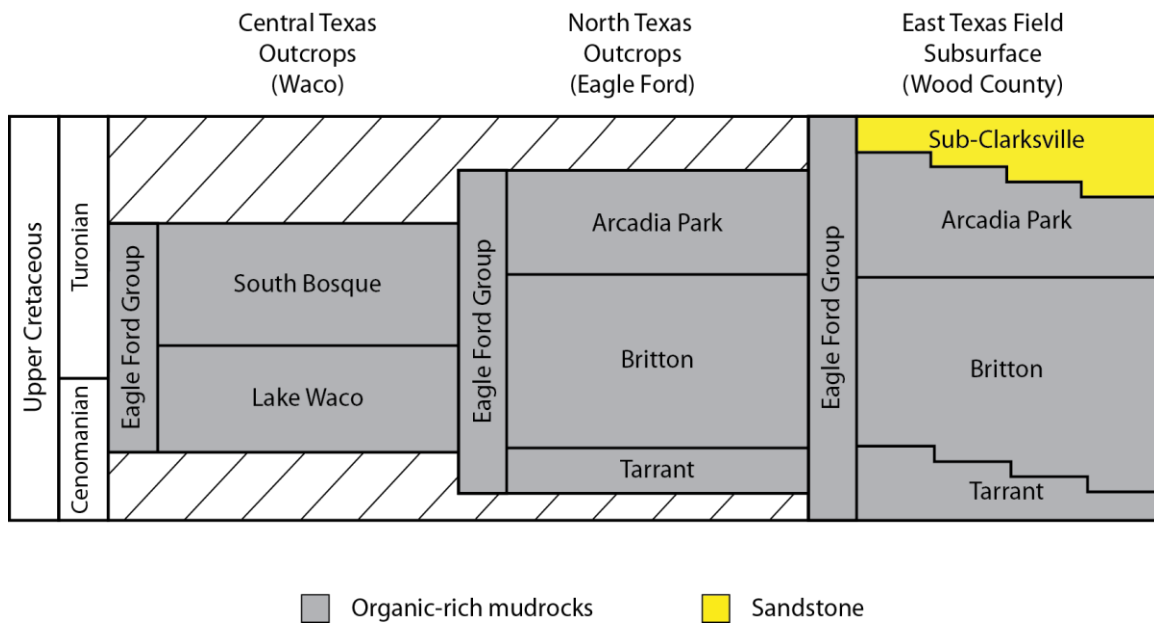 Central Texas
Outcrops
(Waco)
North Texas
Outcrops
(Eagle Ford)
East Texas Field
Subsurface
(Wood County)
Upper Cretaceous
Turonian
Cenomanian
Eagle Ford Group
South Bosque
Lake Waco
Eagle Ford Group
Arcadia Park
Britton
Tarrant
Eagle Ford Group
Sub-Clarksville
Arcadia Park
Britton
Tarrant
Organic-rich mudrocks
Sandstone